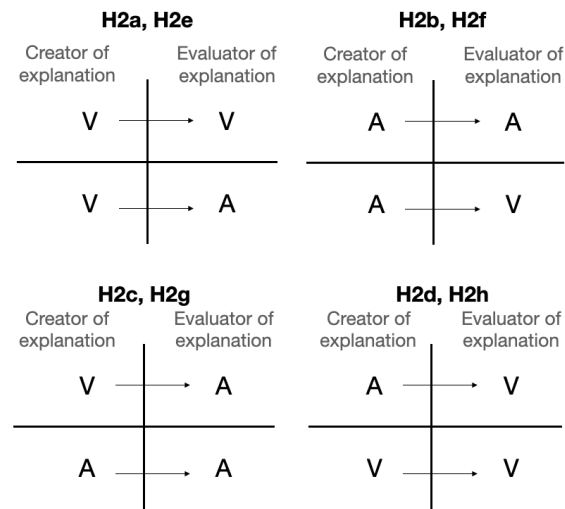 H2a, H2e
Creator of explanation
Evaluator of explanation
V V
V A
H2b, H2f
Creator of explanation
Evaluator of explanation
A A
A V
H2c, H2g
Creator of explanation
Evaluator of explanation
V A
A A
H2d, H2h
Creator of explanation
Evaluator of explanation
A V
V V